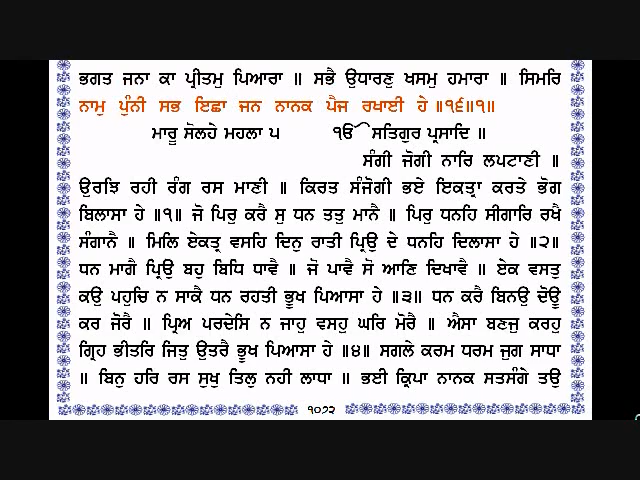 ਭਗਤ ਜਨਾ ਕਾ ਪ੍ਰੀਤਮੁ ਪਿਆਰਾ ॥ ਸਭੈ ਉਧਾਰਣੁ ਖਸਮੁ ਹਮਾਰਾ ॥ ਸਿਮਰਿ
ਨਾਮੁ ਪੁੰਨੀ ਸਭ ਇਛਾ ਜਨ ਨਾਨਕ ਪੈਜ ਰਖਾਈ ਹੇ ॥੧੬॥੧॥
ਮਾਰੂ ਸੋਲਹੇ ਮਹਲਾ ੫ ੴ ਸਤਿਗੁਰ ਪ੍ਰਸਾਦਿ ॥
ਸੰਗੀ ਜੋਗੀ ਨਾਰਿ ਲਪਟਾਣੀ ॥
ਉਰਝਿ ਰਹੀ ਰੰਗ ਰਸ ਮਾਣੀ ॥ ਕਿਰਤ ਸੰਜੋਗੀ ਭਏ ਇਕਤ੍ਰਾ ਕਰਤੇ ਭੋਗ
ਬਿਲਾਸਾ ਹੇ ॥੧॥ ਜੋ ਪਿਰੁ ਕਰੈ ਸੁ ਧਨ ਤਤੁ ਮਾਨੈ ॥ ਪਿਰੁ ਧਨਹਿ ਸੀਗਾਰਿ ਰਖੈ
ਸੰਗਾਨੈ ॥ ਮਿਲਿ ਏਕਤ੍ਰ ਵਸਹਿ ਦਿਨੁ ਰਾਤੀ ਪ੍ਰਿਉ ਦੇ ਧਨਹਿ ਦਿਲਾਸਾ ਹੇ ॥੨॥
ਧਨ ਮਾਗੈ ਪ੍ਰਿਉ ਬਹੁ ਬਿਧਿ ਧਾਵੈ ॥ ਜੋ ਪਾਵੈ ਸੋ ਆਣਿ ਦਿਖਾਵੈ ॥ ਏਕ ਵਸਤੁ
ਕਉ ਪਹੁਚਿ ਨ ਸਾਕੈ ਧਨ ਰਹਤੀ ਭੂਖ ਪਿਆਸਾ ਹੇ ॥੩॥ ਧਨ ਕਰੈ ਬਿਨਉ ਦੋਊ
ਕਰ ਜੋਰੈ ॥ ਪ੍ਰਿਅ ਪਰਦੇਸਿ ਨ ਜਾਹੁ ਵਸਹੁ ਘਰਿ ਮੋਰੈ ॥ ਐਸਾ ਬਣਜੁ ਕਰਹੁ
ਗ੍ਰਿਹ ਭੀਤਰਿ ਜਿਤੁ ਉਤਰੈ ਭੂਖ ਪਿਆਸਾ ਹੇ ॥੪॥ ਸਗਲੇ ਕਰਮ ਧਰਮ ਜੁਗ ਸਾਧਾ
॥ ਬਿਨੁ ਹਰਿ ਰਸ ਸੁਖੁ ਤਿਲੁ ਨਹੀ ਲਾਧਾ ॥ ਭਈ ਕ੍ਰਿਪਾ ਨਾਨਕ ਸਤਸੰਗੇ ਤਉ
੧੦੭੨